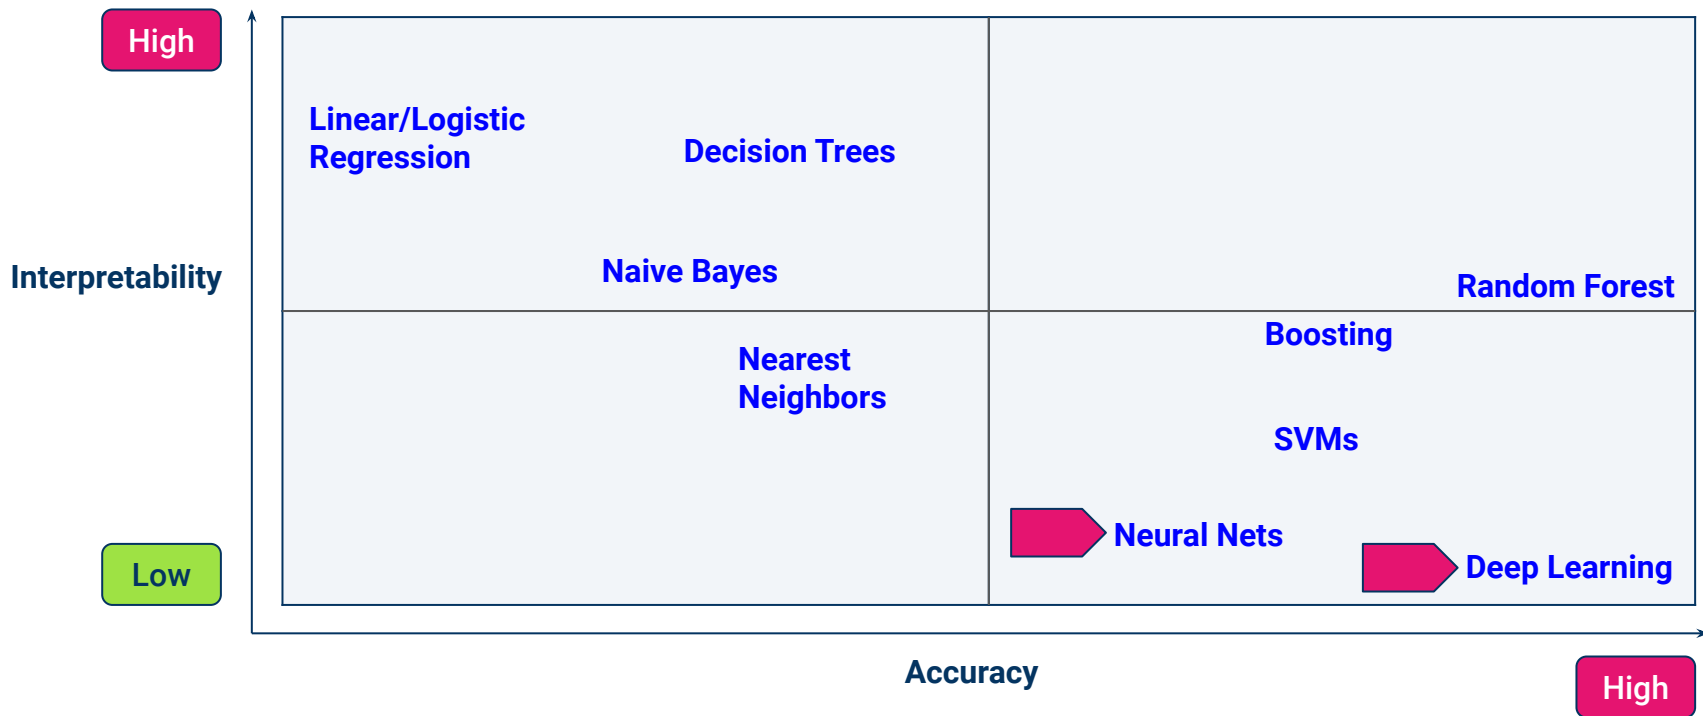 High
Linear/Logistic
Regression
Decision Trees
Interpretability
Naive Bayes
Random Forest
Boosting
Nearest
Neighbors
SVMs
Neural Nets
Low
Deep Learning
Accuracy
High